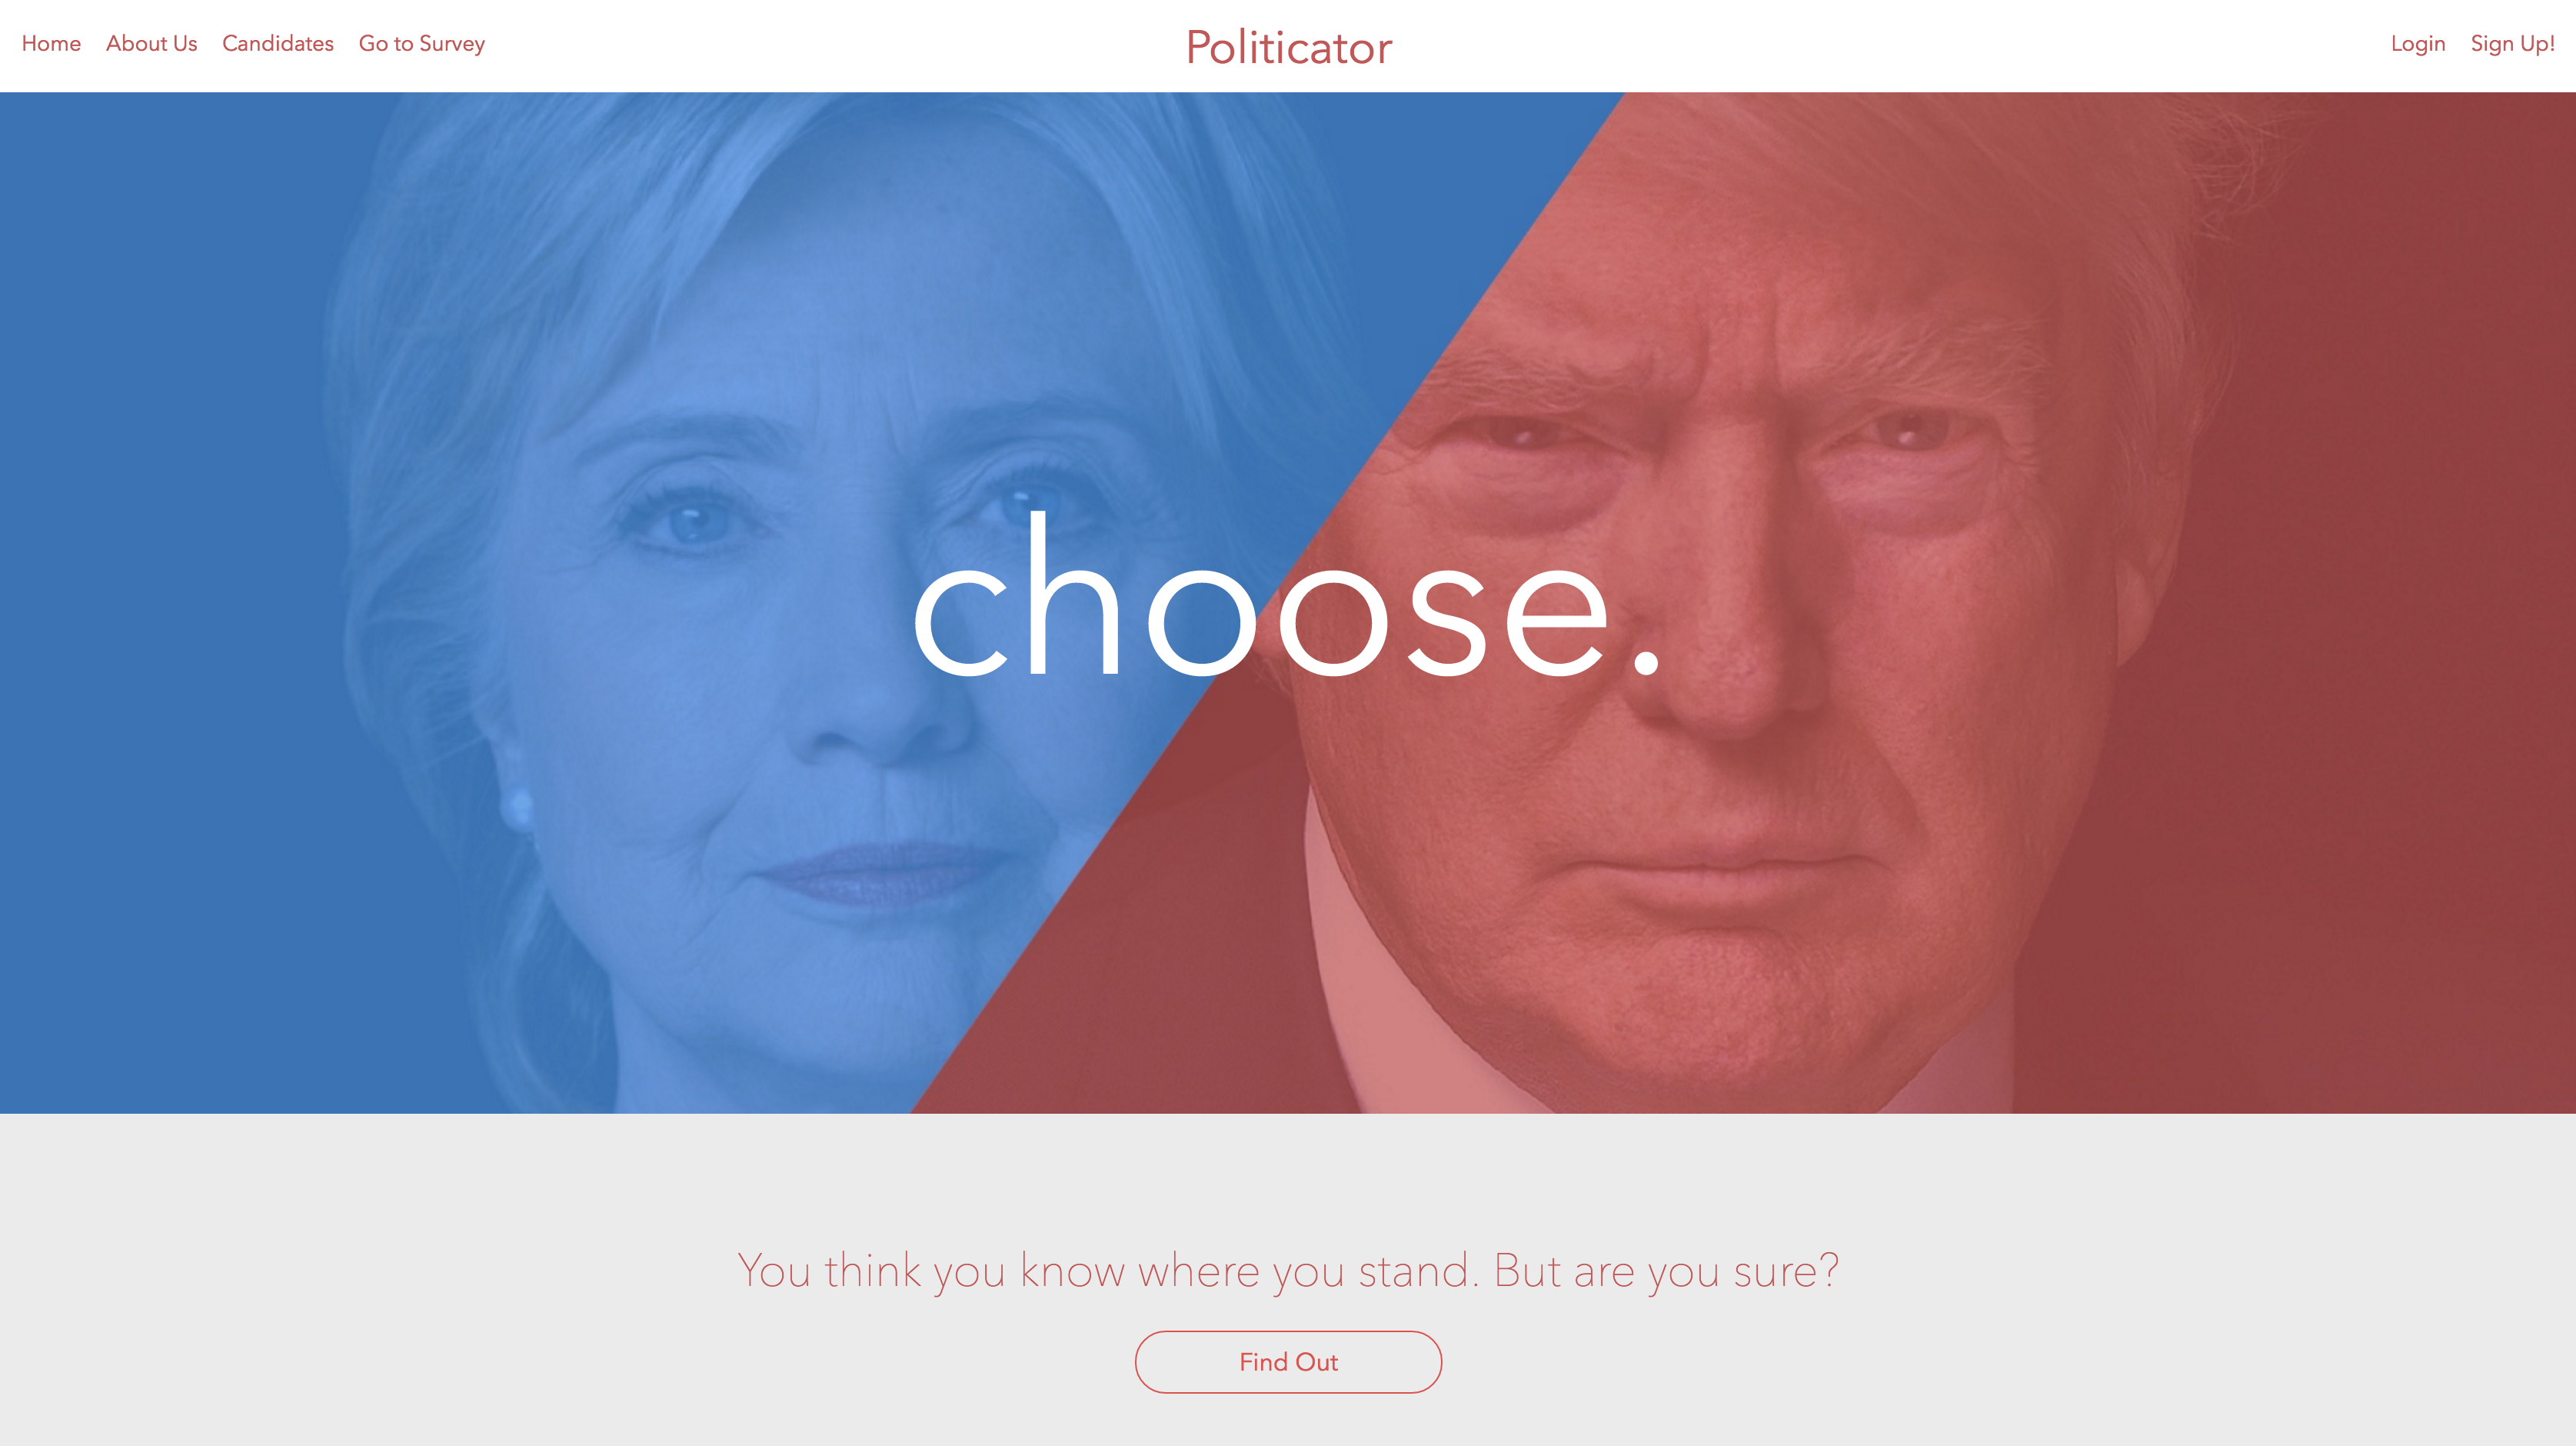 Home About Us Candidates Go to Survey Politicator Login Sign Up!
choose.
You think you know where you stand. But are you sure?
Find Out